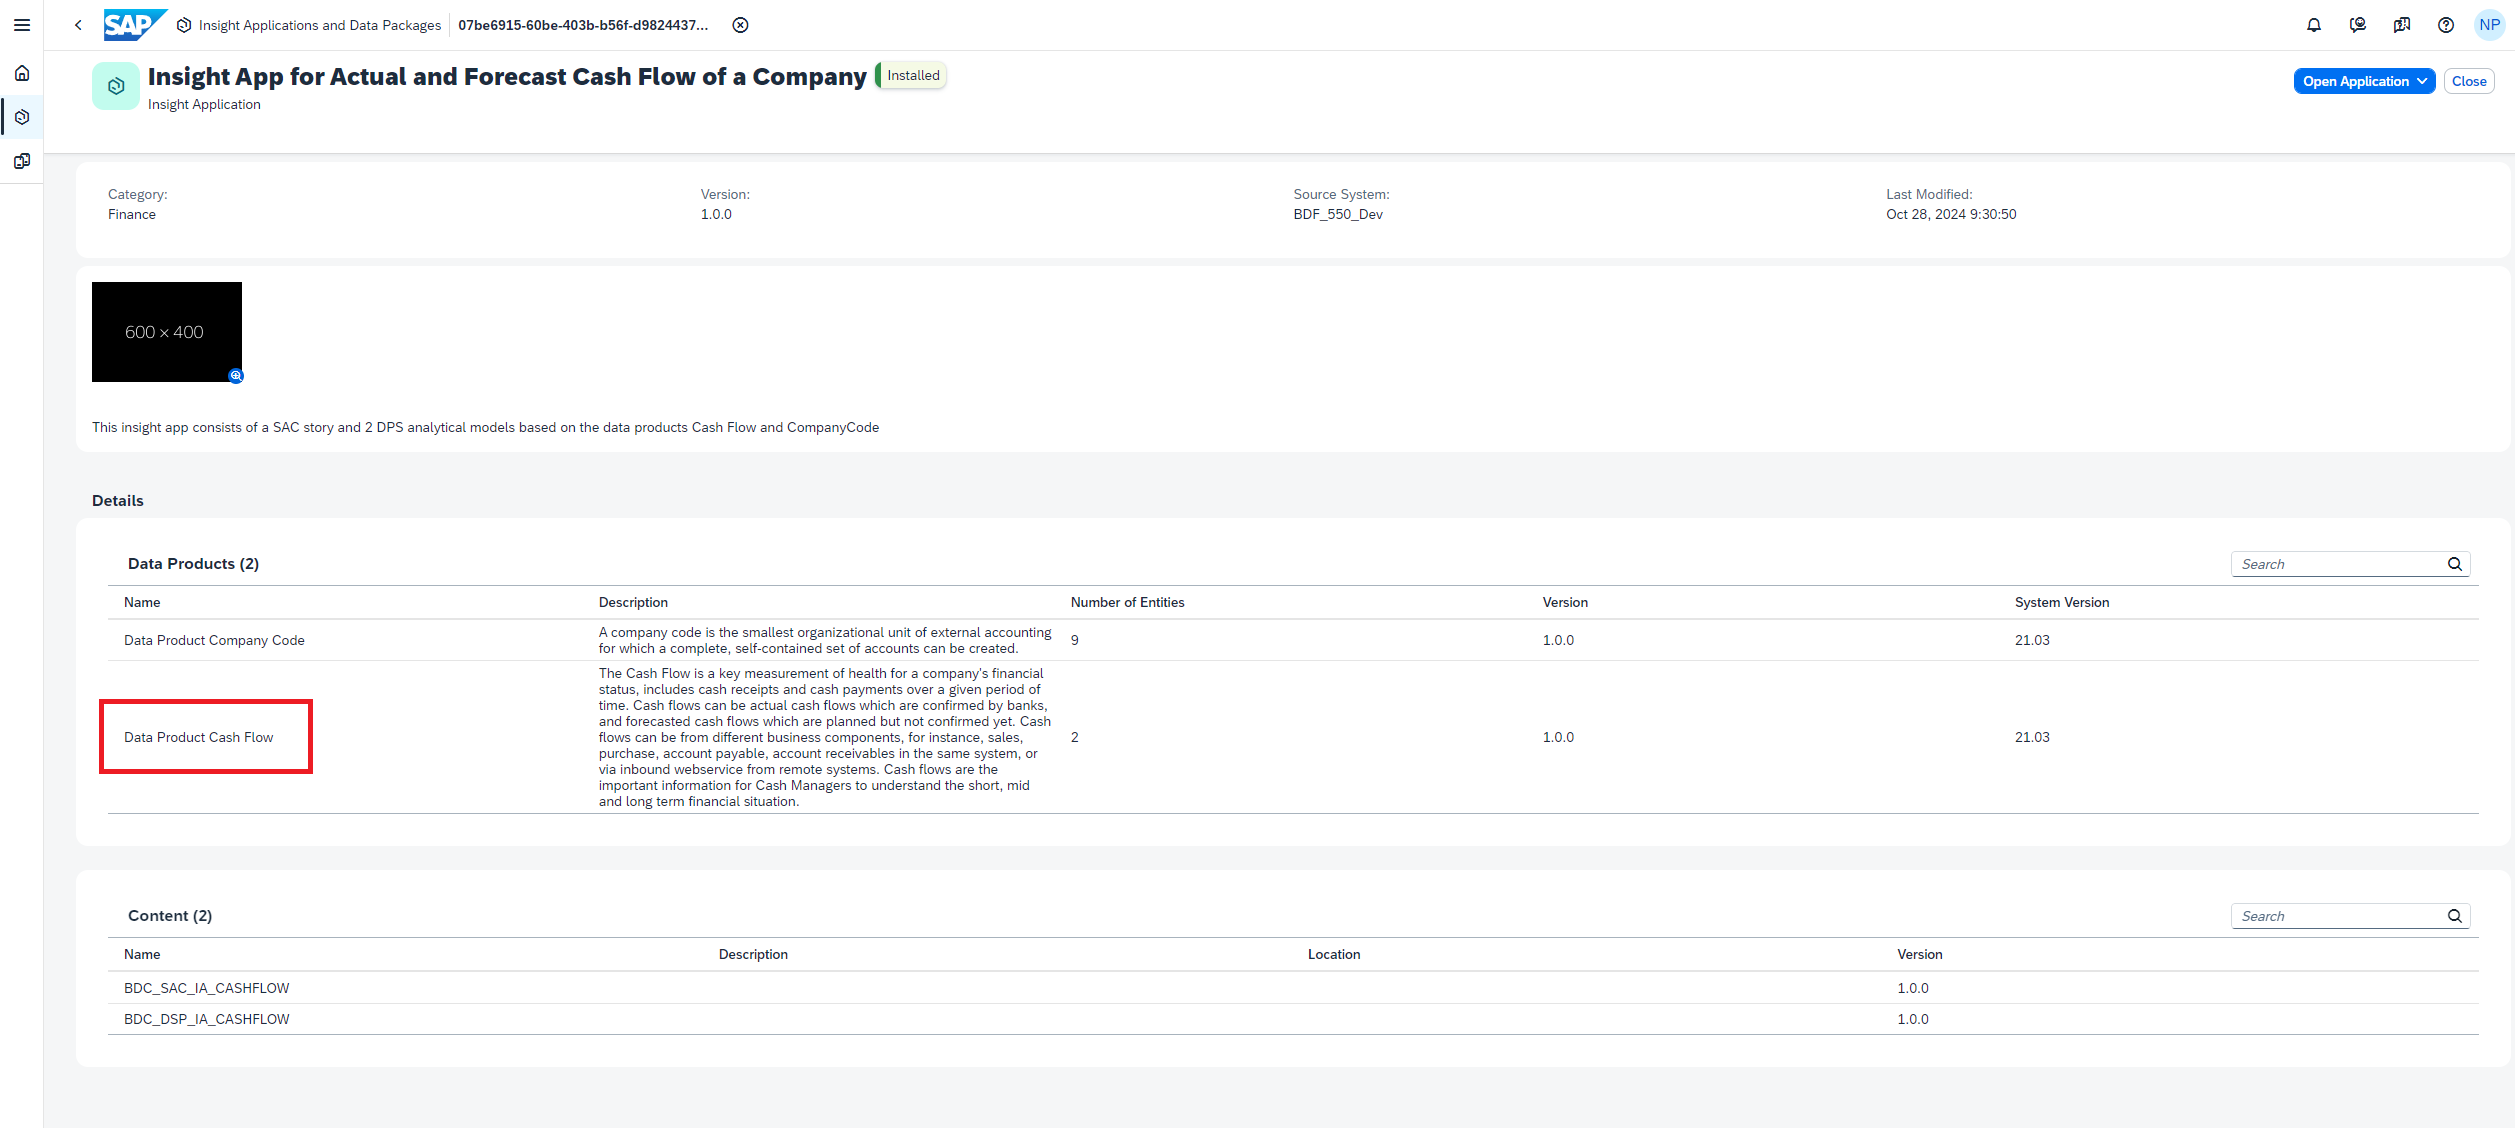 SAP Insight Applications and Data Packages 07be6915-60be-403b-b56f-d9824437... NP
Insight App for Actual and Forecast Cash Flow of a Company Installed
Open Application Close
Insight Application
Category: Version: Source System: Last Modified:
Finance 1.0.0 BDF_550_Dev Oct 28, 2024 9:30:50
600 × 400
This insight app consists of a SAC story and 2 DPS analytical models based on the data products Cash Flow and CompanyCode
Details
Data Products (2) Search
Name Description Number of Entities Version System Version
Data Product Company Code A company code is the smallest organizational unit of external accounting
for which a complete, self-contained set of accounts can be created. 9 1.0.0 21.03
The Cash Flow is a key measurement of health for a company's financial
status, includes cash receipts and cash payments over a given period of
time. Cash flows can be actual cash flows which are confirmed by banks,
and forecasted cash flows which are planned but not confirmed yet. Cash
Data Product Cash Flow flows can be from different business components, for instance, sales, 2 1.0.0 21.03
purchase, account payable, account receivables in the same system, or
via inbound webservice from remote systems. Cash flows are the
important information for Cash Managers to understand the short, mid
and long term financial situation.
Content (2) Search
Name Description Location Version
BDC_SAC_IA_CASHFLOW 1.0.0
BDC_DSP_IA_CASHFLOW 1.0.0